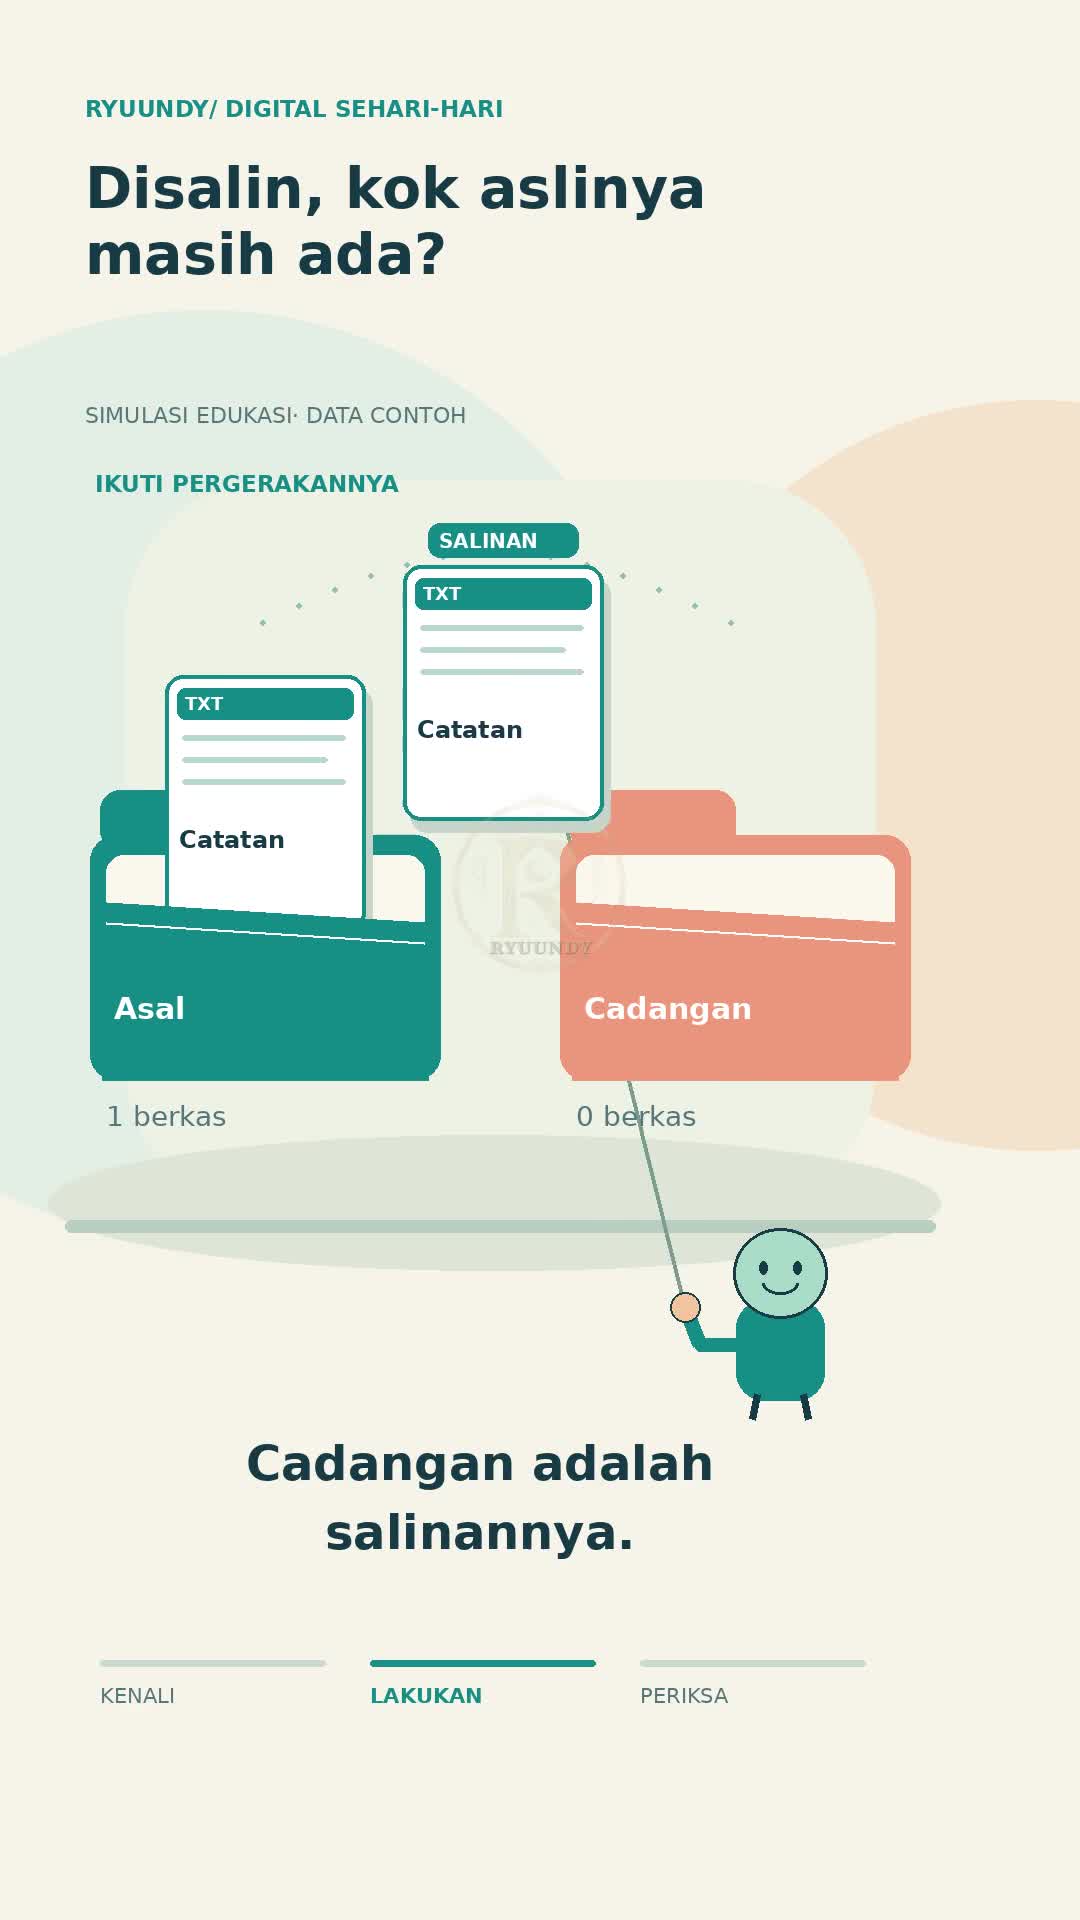 RYUUNDY/ DIGITAL SEHARI-HARI
Disalin, kok aslinya
masih ada?
SIMULASI EDUKASI· DATA CONTOH
IKUTI PERGERAKANNYA
SALINAN
TXT
Catatan
TXT
Catatan
RYUUNDY
Asal
Cadangan
1 berkas
0 berkas
Cadangan adalah
salinannya.
KENALI
LAKUKAN
PERIKSA